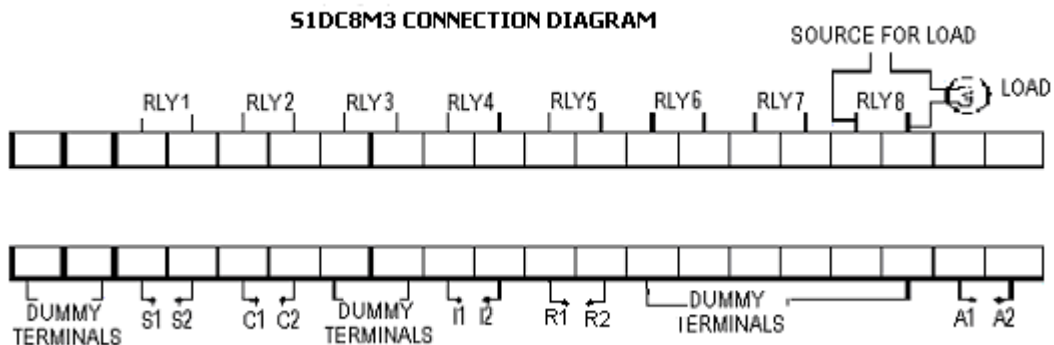 S1DC8M3 CONNECTION DIAGRAM
SOURCE FOR LOAD
LOAD
RLY1 RLY2 RLY3 RLY4 RLY5 RLY6 RLY7 RLY8
DUMMY TERMINALS
S1 S2
C1 C2
DUMMY TERMINALS
I1 I2
R1 R2
DUMMY TERMINALS
A1 A2